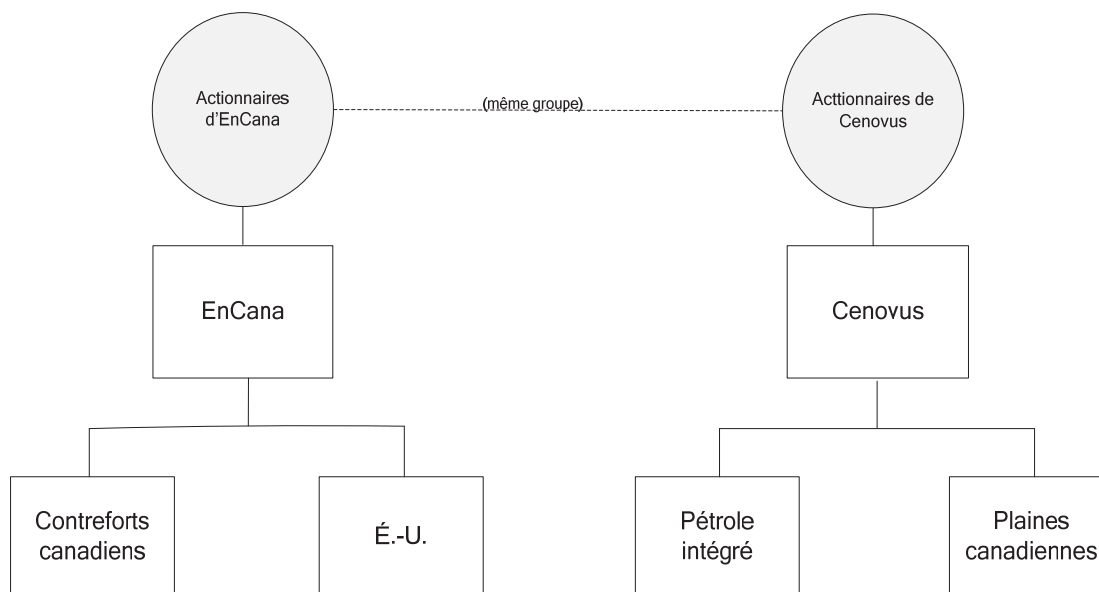 Actionnaires
d'EnCana
(même groupe)
Acttionnaires de
Cenovus
EnCana
Cenovus
Contreforts
canadiens
É.-U.
Pétrole
intégré
Plaines
canadiennes